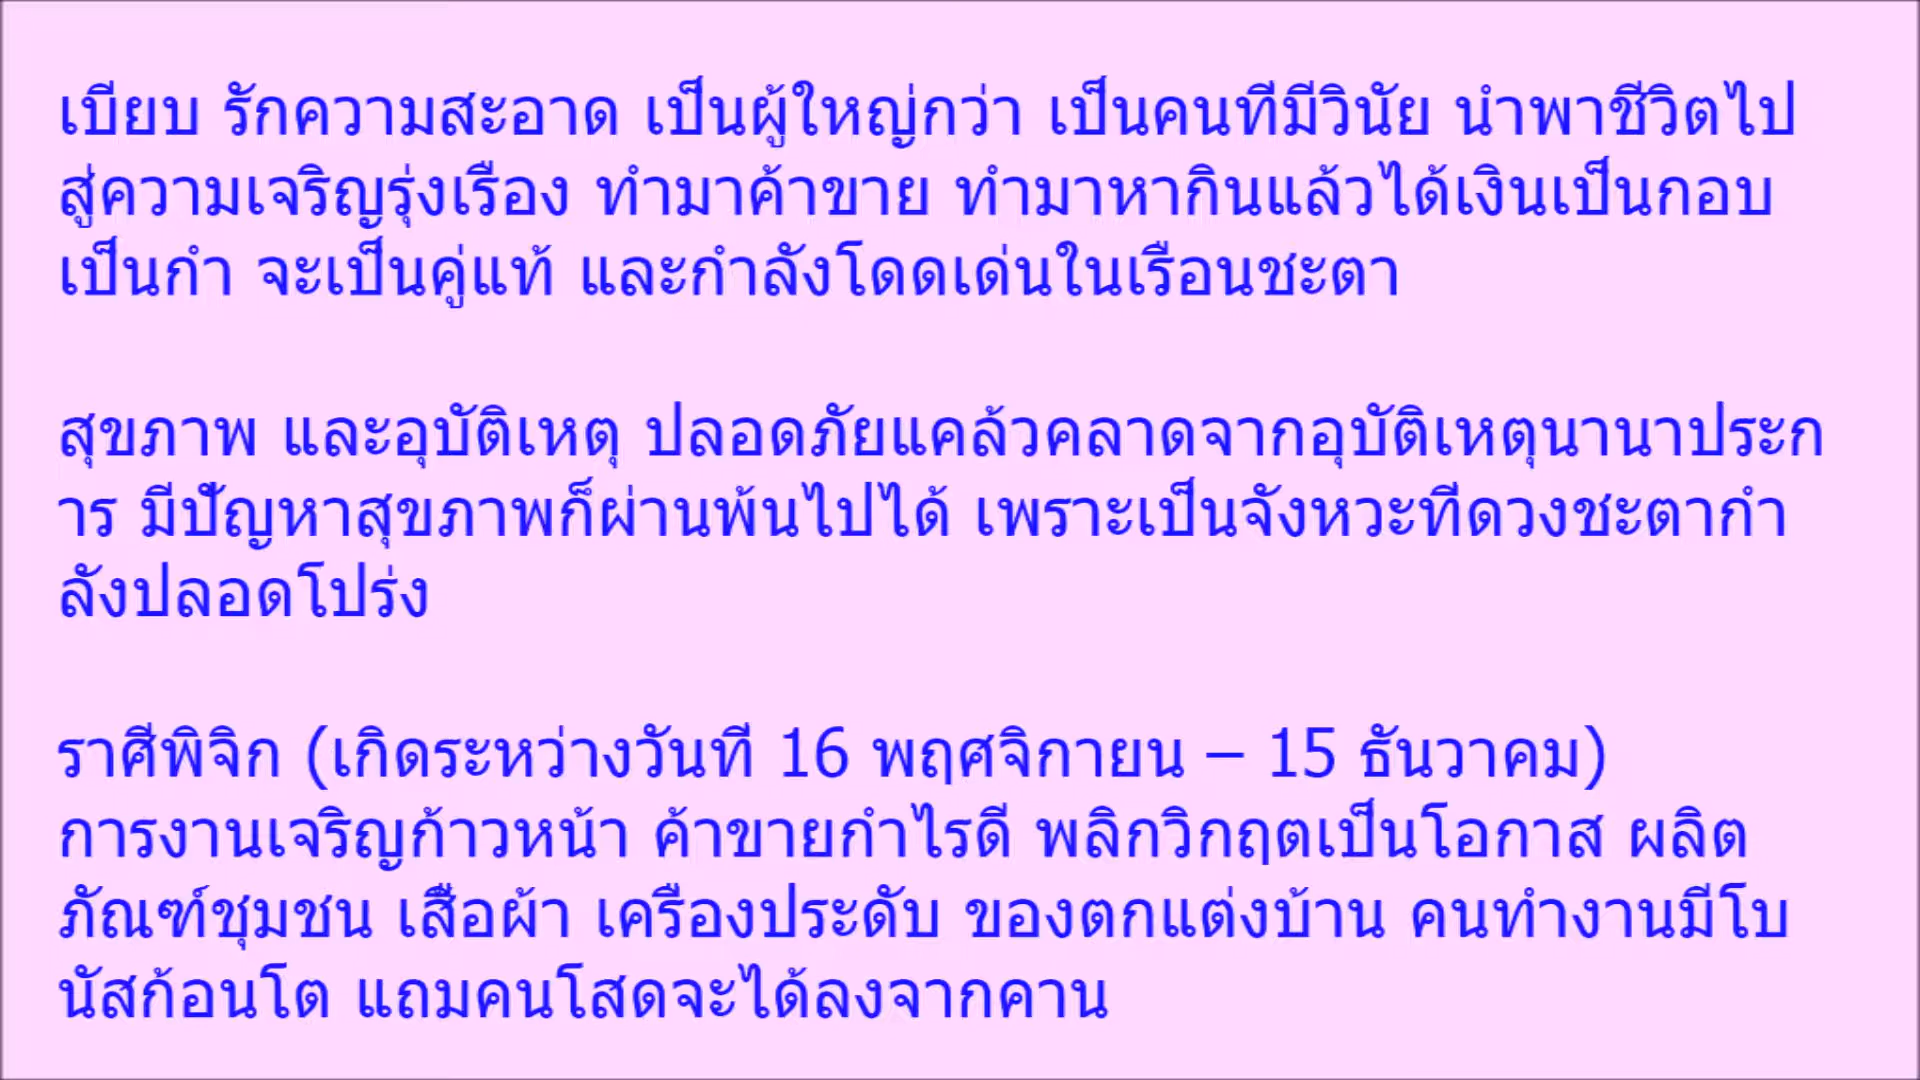 เบียบ รักความสะอาด เป็นผู้ใหญ่กว่า เป็นคนที่มีวินัย นำพาชีวิตไป
สู่ความเจริญรุ่งเรือง ทำมาค้าขาย ทำมาหากินแล้วได้เงินเป็นกอบ
เป็นกำ จะเป็นคู่แท้ และกำลังโดดเด่นในเรือนชะตา
สุขภาพ และอุบัติเหตุ ปลอดภัยแคล้วคลาดจากอุบัติเหตุนานาประก
าร มีปัญหาสุขภาพก็ผ่านพ้นไปได้ เพราะเป็นจังหวะที่ดวงชะตากำ
ลังปลอดโปร่ง
ราศีพิจิก (เกิดระหว่างวันที่ 16 พฤศจิกายน – 15 ธันวาคม)
การงานเจริญก้าวหน้า ค้าขายกำไรดี พลิกวิกฤตเป็นโอกาส ผลิต
ภัณฑ์ชุมชน เสื้อผ้า เครื่องประดับ ของตกแต่งบ้าน คนทำงานมีโบ
นัสก้อนโต แถมคนโสดจะได้ลงจากคาน